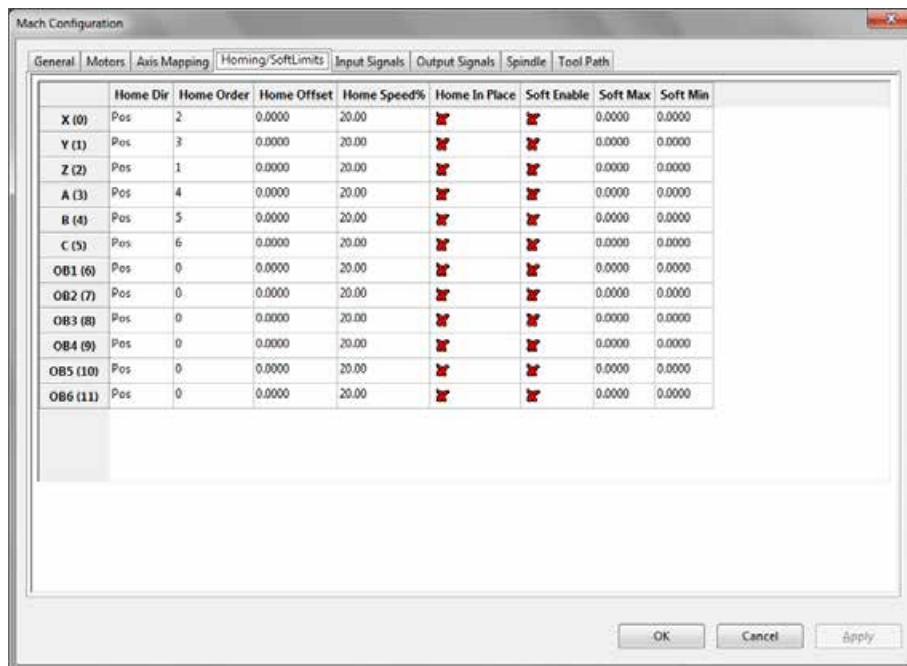 Mach Configuration
General Motors Axis Mapping Homing/SoftLimits Input Signals Output Signals Spindle Tool Path
Home Dir Home Order Home Offset Home Speed% Home In Place Soft Enable Soft Max Soft Min
X (0) Pos 2 0.0000 20.00 0.0000 0.0000
Y (1) Pos 3 0.0000 20.00 0.0000 0.0000
Z (2) Pos 1 0.0000 20.00 0.0000 0.0000
A (3) Pos 4 0.0000 20.00 0.0000 0.0000
B (4) Pos 5 0.0000 20.00 0.0000 0.0000
C (5) Pos 6 0.0000 20.00 0.0000 0.0000
OB1 (6) Pos 0 0.0000 20.00 0.0000 0.0000
OB2 (7) Pos 0 0.0000 20.00 0.0000 0.0000
OB3 (8) Pos 0 0.0000 20.00 0.0000 0.0000
OB4 (9) Pos 0 0.0000 20.00 0.0000 0.0000
OB5 (10) Pos 0 0.0000 20.00 0.0000 0.0000
OB6 (11) Pos 0 0.0000 20.00 0.0000 0.0000
OK Cancel Apply